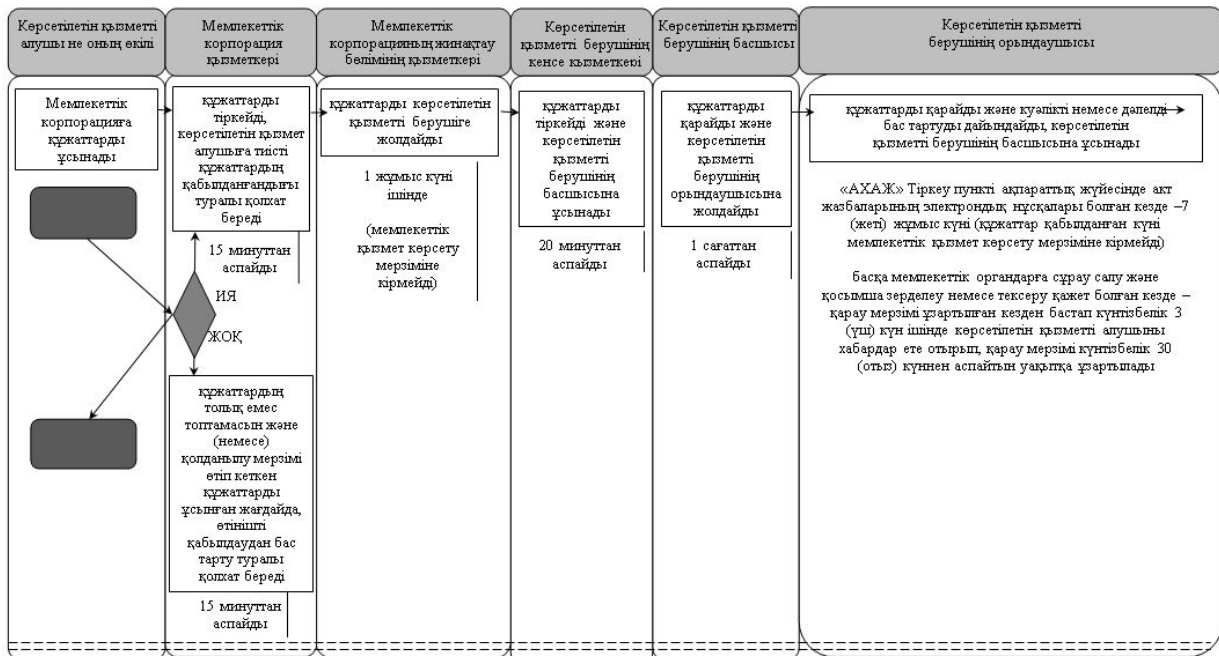 Көрсетілетін қызметті
алушы не оның өкілі
Мемлекеттік
корпорация
қызметкері
Мемлекеттік
корпорацияның жинақтау
бөлімінің қызметкері
Көрсетілетін
қызметті берушінің
кеңсе қызметкері
Көрсетілетін қызметті
берушінің басшысы
Көрсетілетін қызметті
берушінің орындаушысы
Мемлекеттік
корпорацияға
құжаттарды
ұсынады
құжаттарды
тіркейді,
көрсетілетін қызмет
алушыға тиісті
құжаттардың
қабылданғандығы
туралы қолхат
береді
15 минуттан
аспайды
ИЯ
ЖОҚ
құжаттардың
толық емес
топтамасын және
(немесе)
қолданылу мерзімі
өтіп кеткен
құжаттарды
ұсынған жағдайда,
өтінішті
қабылдаудан бас
тарту туралы
қолхат береді
15 минуттан
аспайды
құжаттарды көрсетілетін
қызметті берушіге
жолдайды
1 жұмыс күні
ішінде
(мемлекеттік
қызмет көрсету
мерзіміне
кірмейді)
құжаттарды
тіркейді және
көрсетілетін
қызметті
берушінің
басшысына
ұсынады
20 минуттан
аспайды
құжаттарды
қарайды және
көрсетілетін
қызметті
берушінің
орындаушысына
жолдайды
1 сағаттан
аспайды
құжаттарды қарайды және куәлікті немесе дәлелді
бас тартуды дайындайды, көрсетілетін
қызметті берушінің басшысына ұсынады
«АХАЖ» Тіркеу пункті ақпараттық жүйесінде акт
жазбаларының электрондық нұсқалары болған кезде –7
(жеті) жұмыс күні (құжаттар қабылданған күні
мемлекеттік қызмет көрсету мерзіміне кірмейді)
басқа мемлекеттік органдарға сұрау салу және
қосымша зерделеу немесе тексеру қажет болған кезде –
қарау мерзімі ұзартылған кезден бастап күнтізбелік 3
(үш) күн ішінде көрсетілетін қызметті алушыны
хабардар ете отырып, қарау мерзімі күнтізбелік 30
(отыз) күннен аспайтын уақытқа ұзартылады